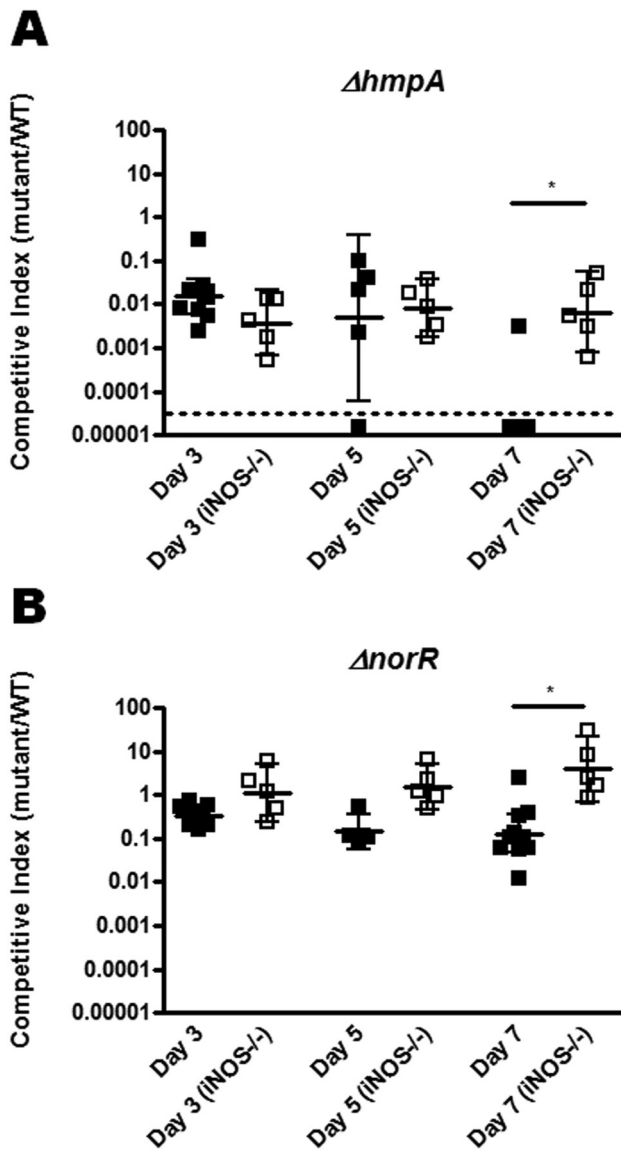 A
ΔhmpA
Competitive Index (mutant/WT)
100
10
1
0.1
0.01
0.001
0.0001
0.00001
*
Day 3
Day 3 (iNOS-/-)
Day 5
Day 5 (iNOS-/-)
Day 7
Day 7 (iNOS-/-)
B
ΔnorR
Competitive Index (mutant/WT)
100
10
1
0.1
0.01
0.001
0.0001
0.00001
*
Day 3
Day 3 (iNOS-/-)
Day 5
Day 5 (iNOS-/-)
Day 7
Day 7 (iNOS-/-)